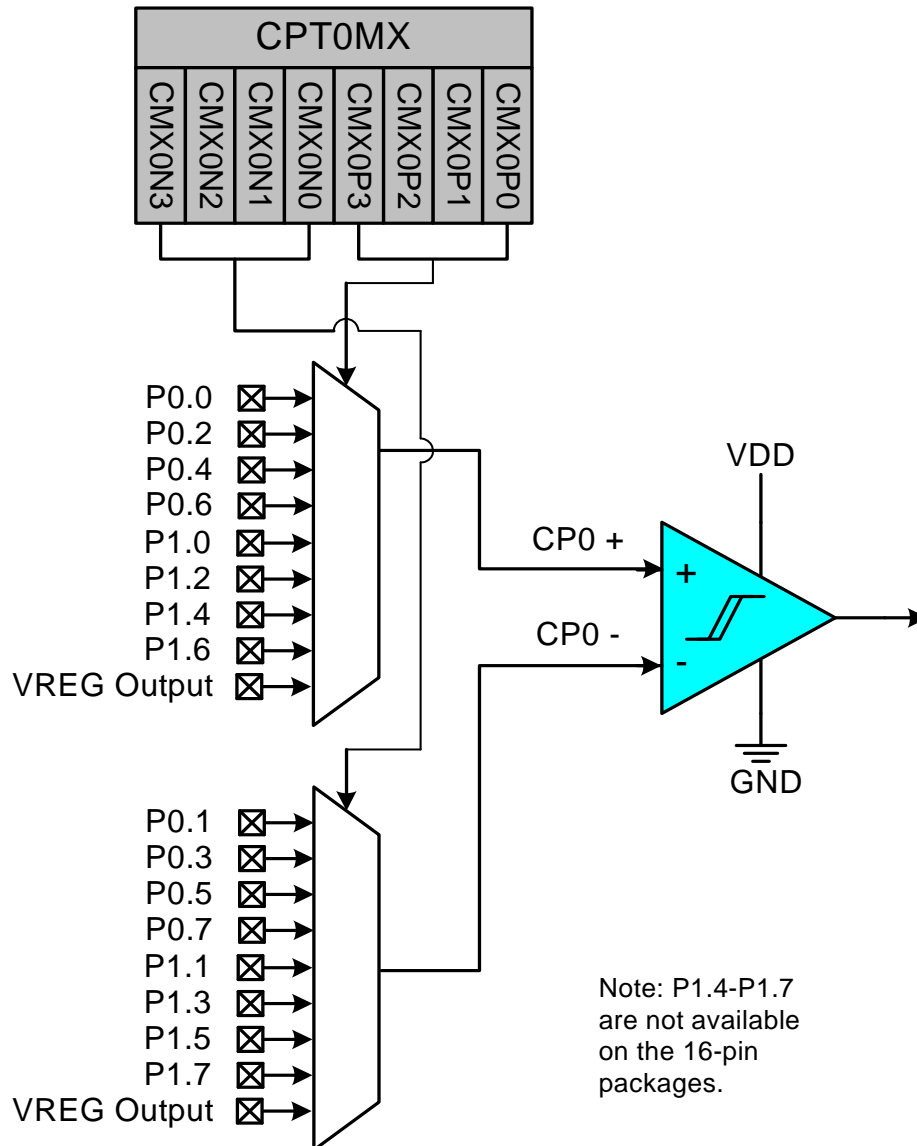 CPT0MX
CMX0N3
CMX0N2
CMX0N1
CMX0N0
CMX0P3
CMX0P2
CMX0P1
CMX0P0
P0.0
P0.2
P0.4
P0.6
P1.0
P1.2
P1.4
P1.6
VREG Output
VDD
CP0 +
+
CP0 -
-
GND
P0.1
P0.3
P0.5
P0.7
P1.1
P1.3
P1.5
P1.7
VREG Output
Note: P1.4-P1.7
are not available
on the 16-pin
packages.